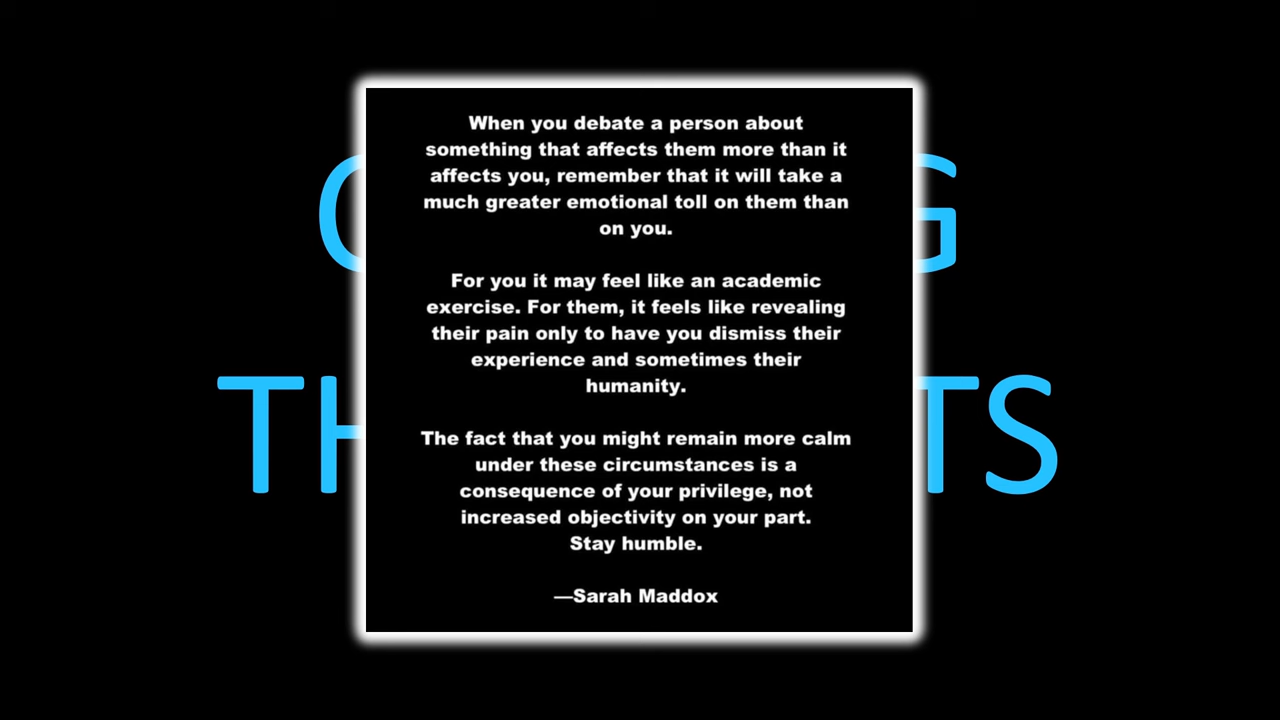 When you debate a person about
something that affects them more than it
affects you, remember that it will take a
much greater emotional toll on them than
on you.
For you it may feel like an academic
exercise. For them, it feels like revealing
their pain only to have you dismiss their
experience and sometimes their
humanity.
The fact that you might remain more calm
under these circumstances is a
consequence of your privilege, not
increased objectivity on your part.
Stay humble.
—Sarah Maddox